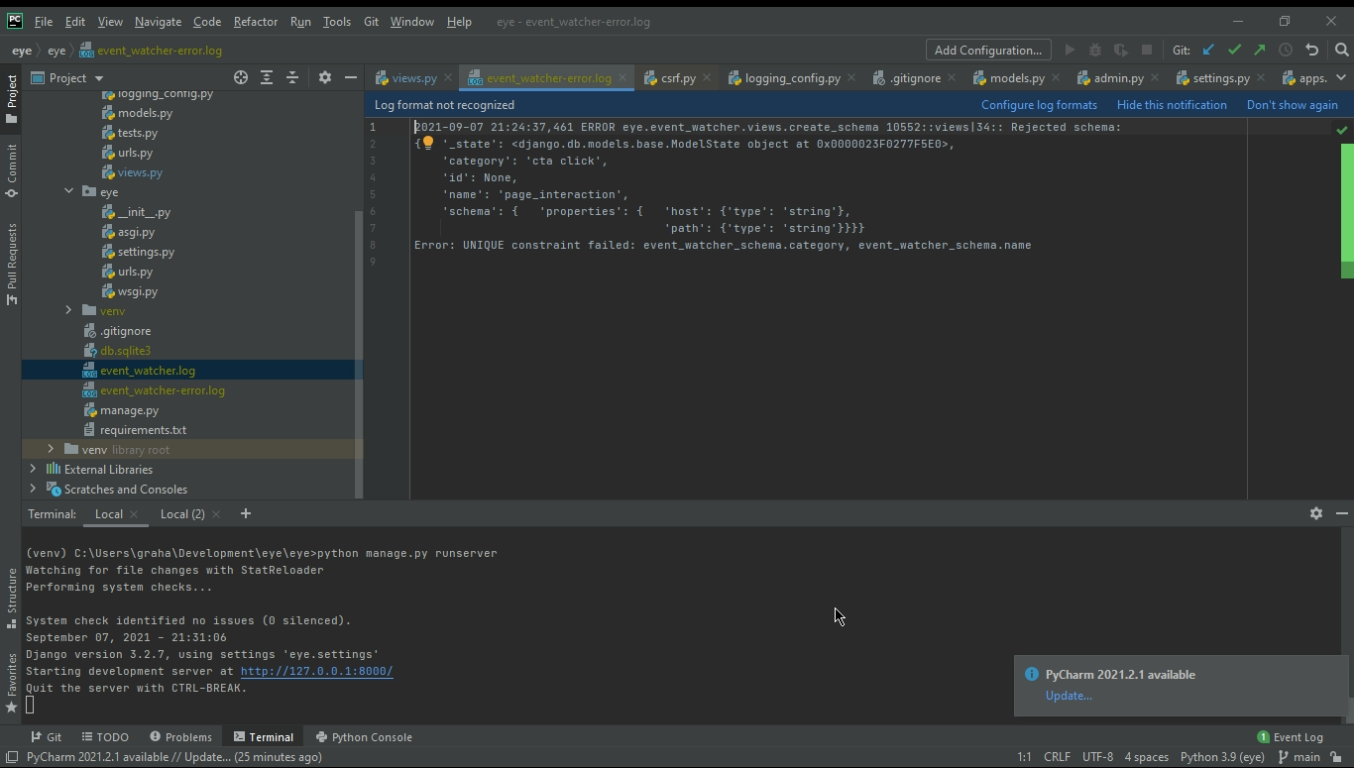 PC File Edit View Navigate Code Refactor Run Tools Git Window Help eye - event_watcher-error.log
eye eye event_watcher-error.log Add Configuration... Git:
Project views.py event_watcher-error.log csrf.py logging_config.py .gitignore models.py admin.py settings.py apps.
Log format not recognized Configure log formats Hide this notification Don't show again
Project
Commit
Pull Requests
Structure
Favorites
logging_config.py
models.py
tests.py
urls.py
views.py
eye
__init__.py
asgi.py
settings.py
urls.py
wsgi.py
venv
.gitignore
db.sqlite3
event_watcher.log
event_watcher-error.log
manage.py
requirements.txt
venv library root
External Libraries
Scratches and Consoles
1 2021-09-07 21:24:37,461 ERROR eye.event_watcher.views.create_schema 10552::views|34:: Rejected schema:
2 { '_state': <django.db.models.base.ModelState object at 0x0000023F0277F5E0>,
3 'category': 'cta click',
4 'id': None,
5 'name': 'page_interaction',
6 'schema': { 'properties': { 'host': {'type': 'string'},
7 'path': {'type': 'string'}}}}
8 Error: UNIQUE constraint failed: event_watcher_schema.category, event_watcher_schema.name
9
Terminal: Local Local (2)
(venv) C:\Users\graha\Development\eye\eye>python manage.py runserver
Watching for file changes with StatReloader
Performing system checks...
System check identified no issues (0 silenced).
September 07, 2021 - 21:31:06
Django version 3.2.7, using settings 'eye.settings'
Starting development server at http://127.0.0.1:8000/
Quit the server with CTRL-BREAK.
PyCharm 2021.2.1 available
Update...
Git TODO Problems Terminal Python Console 1 Event Log
PyCharm 2021.2.1 available // Update... (25 minutes ago) 1:1 CRLF UTF-8 4 spaces Python 3.9 (eye) main